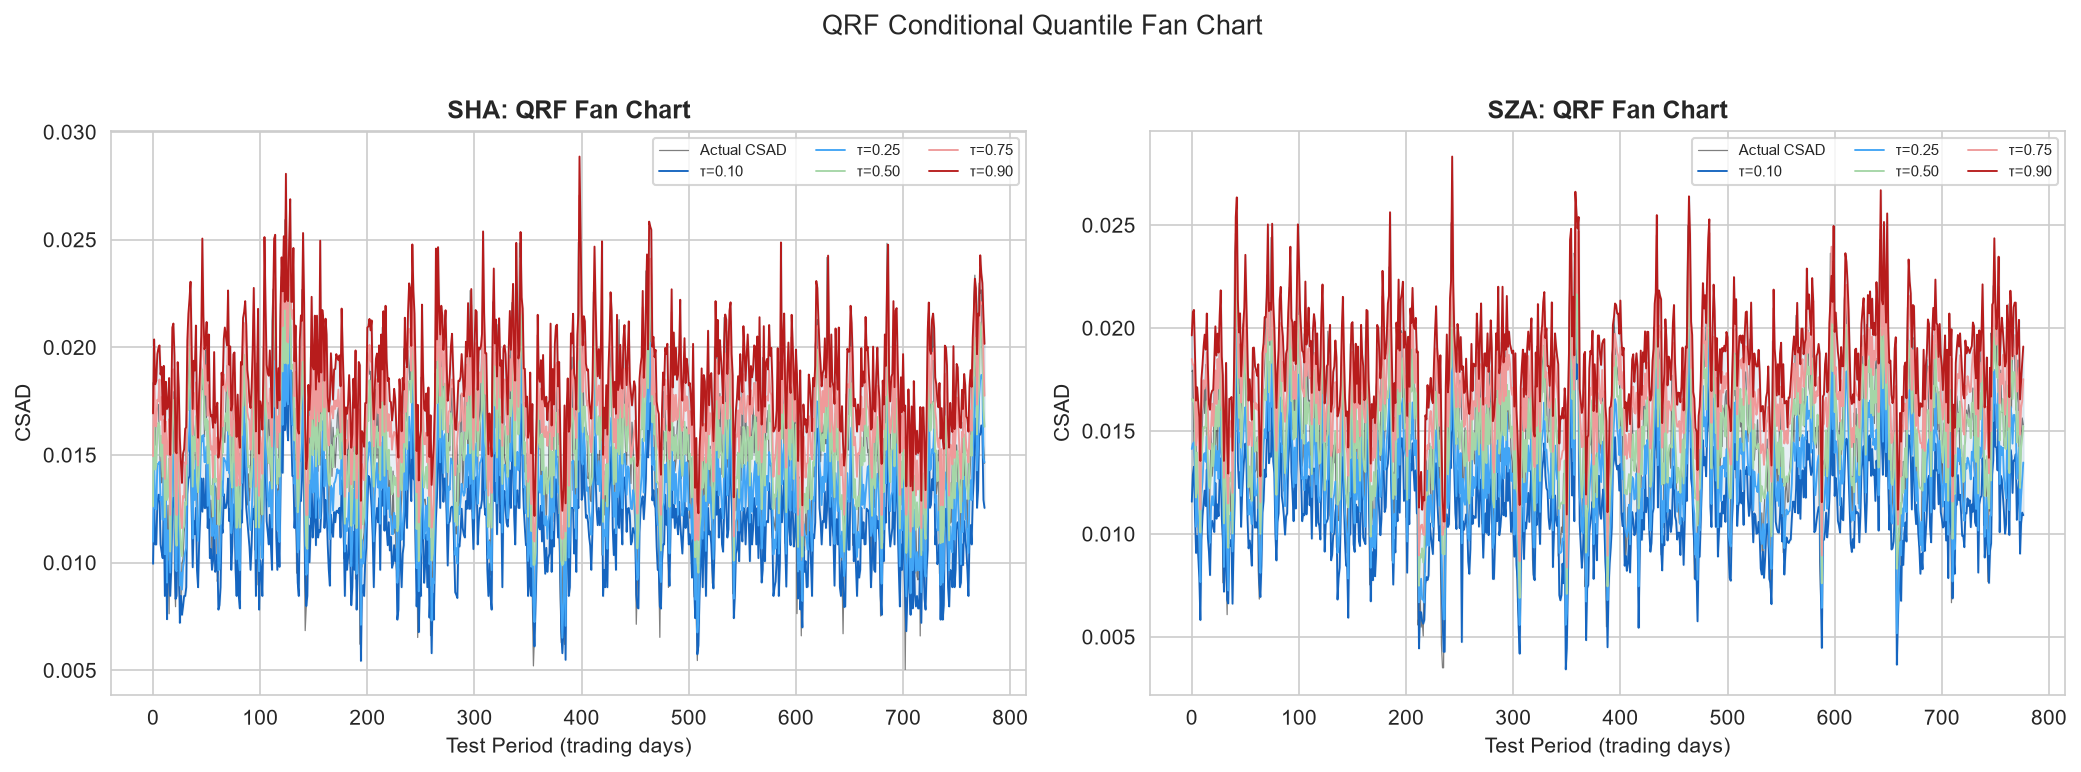 QRF Conditional Quantile Fan Chart
SHA: QRF Fan Chart
0.030
0.025
0.020
0.015
0.010
0.005
CSAD
Actual CSAD
τ=0.10
τ=0.25
τ=0.50
τ=0.75
τ=0.90
0 100 200 300 400 500 600 700 800
Test Period (trading days)
SZA: QRF Fan Chart
0.025
0.020
0.015
0.010
0.005
CSAD
Actual CSAD
τ=0.10
τ=0.25
τ=0.50
τ=0.75
τ=0.90
0 100 200 300 400 500 600 700 800
Test Period (trading days)